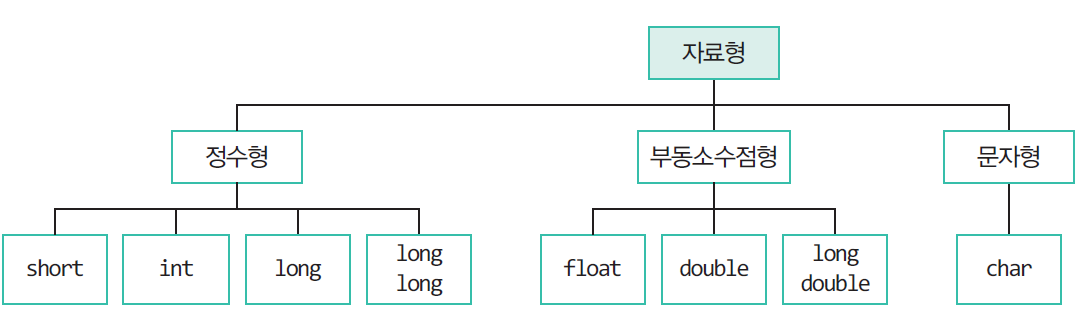 자료형
정수형
부동소수점형
문자형
short
int
long
long
long
float
double
long
double
char